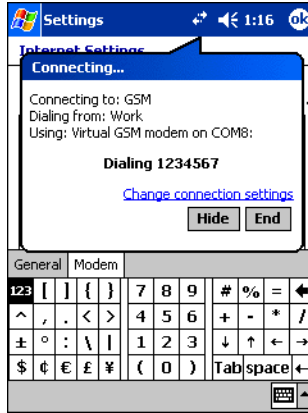 Settings 1:16 ok
Internet Settings
Connecting...
Connecting to: GSM
Dialing from: Work
Using: Virtual GSM modem on COM8:
Dialing 1234567
Change connection settings
Hide End
General Modem
123 [ ] { } 7 8 9 # % =
^ , . < > 4 5 6 + - * /
± ° : \ | 1 2 3 ↓ ↑ ← →
$ ¢ € £ ¥ ( 0 ) Tab space ↵